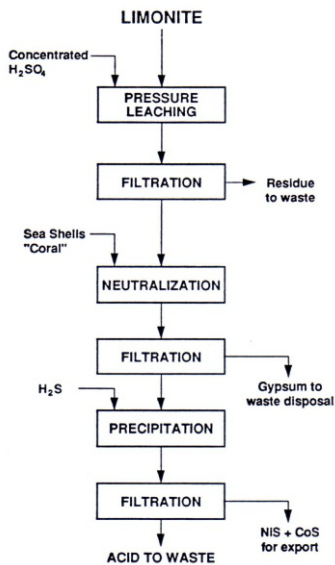 LIMONITE
Concentrated
H₂SO₄
PRESSURE
LEACHING
FILTRATION
Residue
to waste
Sea Shells
"Coral"
NEUTRALIZATION
FILTRATION
Gypsum to
waste disposal
H₂S
PRECIPITATION
FILTRATION
NiS + CoS
for export
ACID TO WASTE